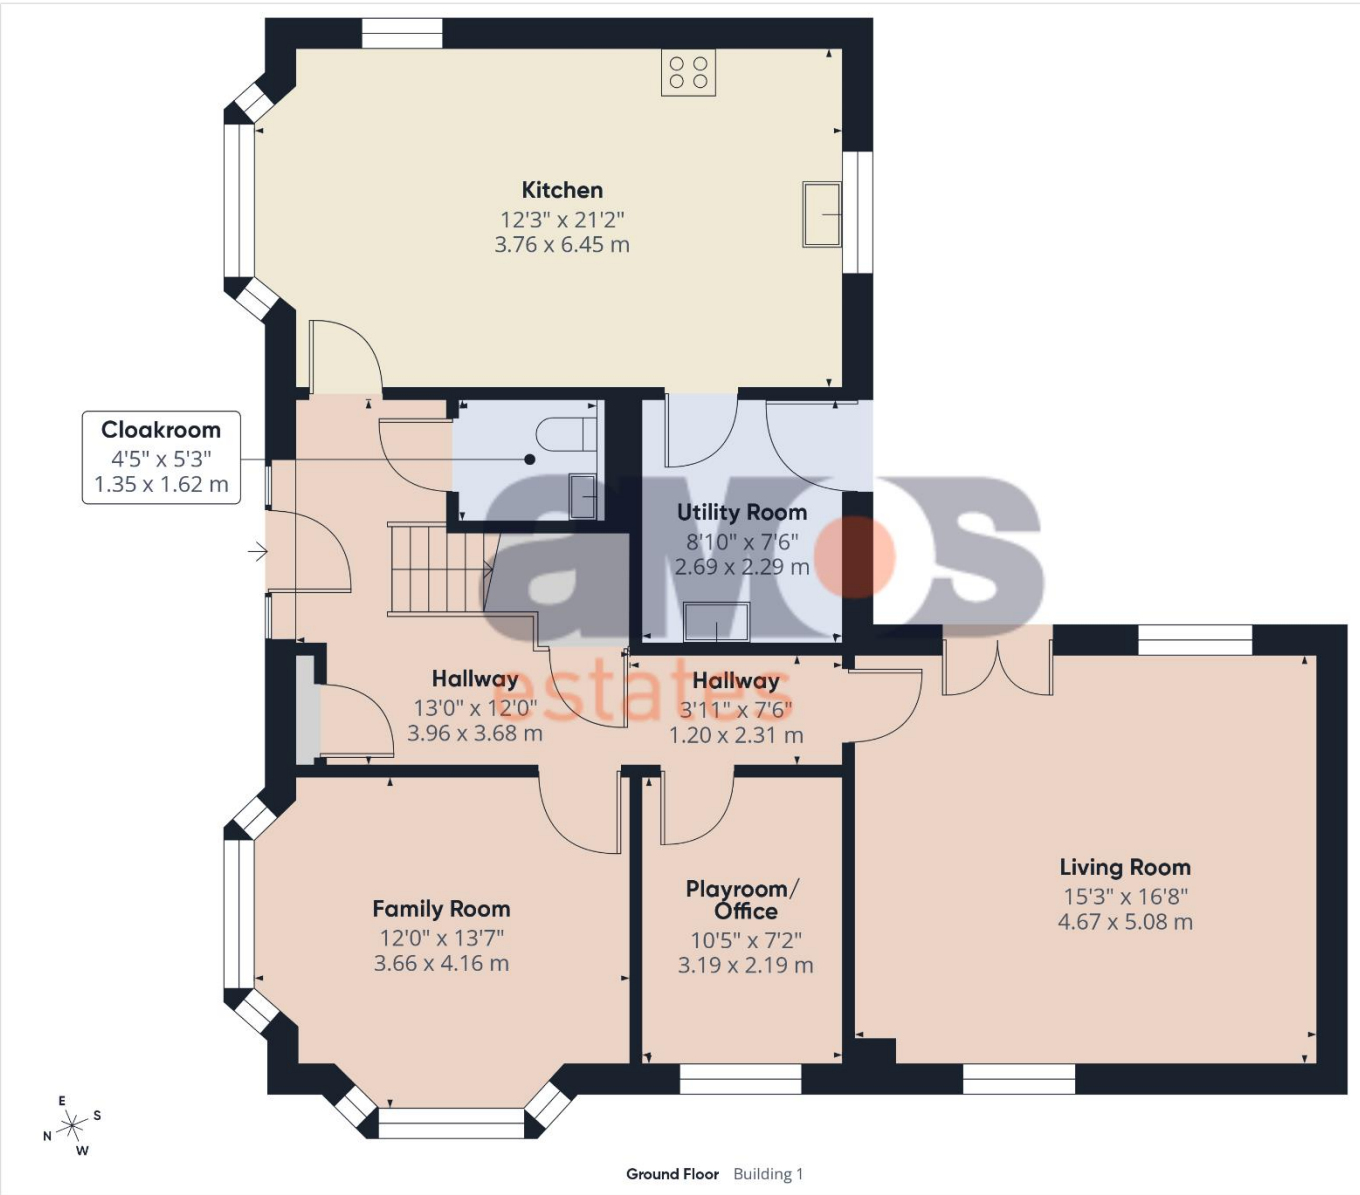 Kitchen
12'3" x 21'2"
3.76 x 6.45 m
Cloakroom
4'5" x 5'3"
1.35 x 1.62 m
Utility Room
8'10" x 7'6"
2.69 x 2.29 m
amos
estates
Hallway
13'0" x 12'0"
3.96 x 3.68 m
Hallway
3'11" x 7'6"
1.20 x 2.31 m
Living Room
15'3" x 16'8"
4.67 x 5.08 m
Family Room
12'0" x 13'7"
3.66 x 4.16 m
Playroom/
Office
10'5" x 7'2"
3.19 x 2.19 m
E
S
N
W
Ground Floor Building 1